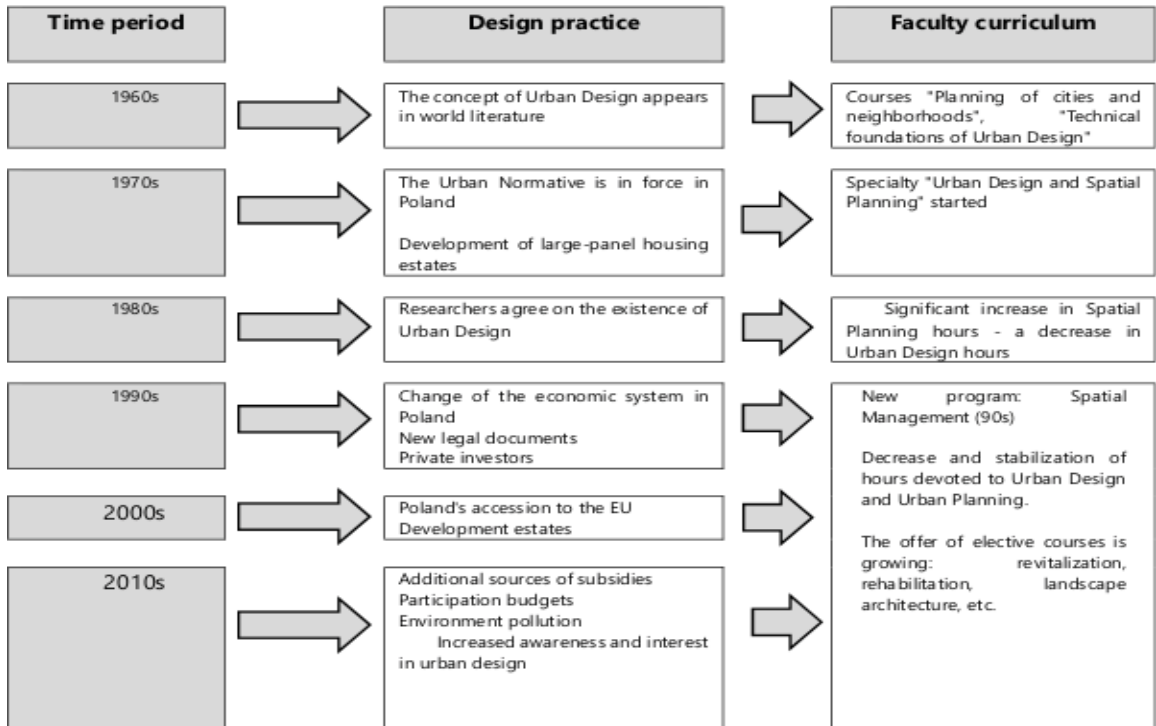 Time period
Design practice
Faculty curriculum
1960s
The concept of Urban Design appears
in world literature
Courses "Planning of cities and
neighborhoods", "Technical
foundations of Urban Design"
1970s
The Urban Normative is in force in
Poland
Development of large-panel housing
estates
Specialty "Urban Design and Spatial
Planning" started
1980s
Researchers agree on the existence of
Urban Design
Significant increase in Spatial
Planning hours - a decrease in
Urban Design hours
1990s
Change of the economic system in
Poland
New legal documents
Private investors
New program: Spatial
Management (90s)
Decrease and stabilization of
hours devoted to Urban Design
and Urban Planning.
The offer of elective courses is
growing: revitalization,
rehabilitation, landscape
architecture, etc.
2000s
Poland's accession to the EU
Development estates
2010s
Additional sources of subsidies
Participation budgets
Environment pollution
Increased awareness and interest
in urban design